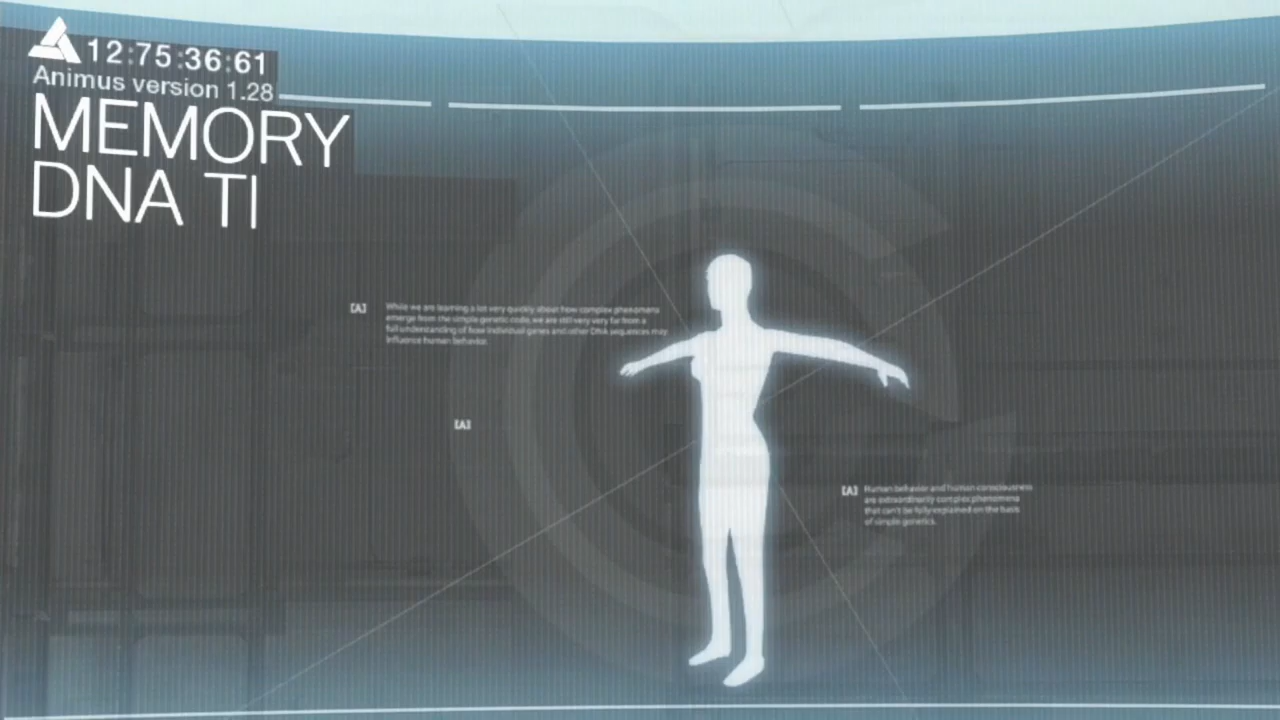 12:75:36:61
Animus version 1.28
MEMORY
DNA TI
[A] While we are learning a lot very quickly about how complex phenomena
emerge from the simple genetic code, we are still very very far from a
full understanding of how individual genes and other DNA sequences may
influence human behavior.
[A]
[A] Human behavior and human consciousness
are extraordinarily complex phenomena
that can't be fully explained on the basis
of simple genetics.